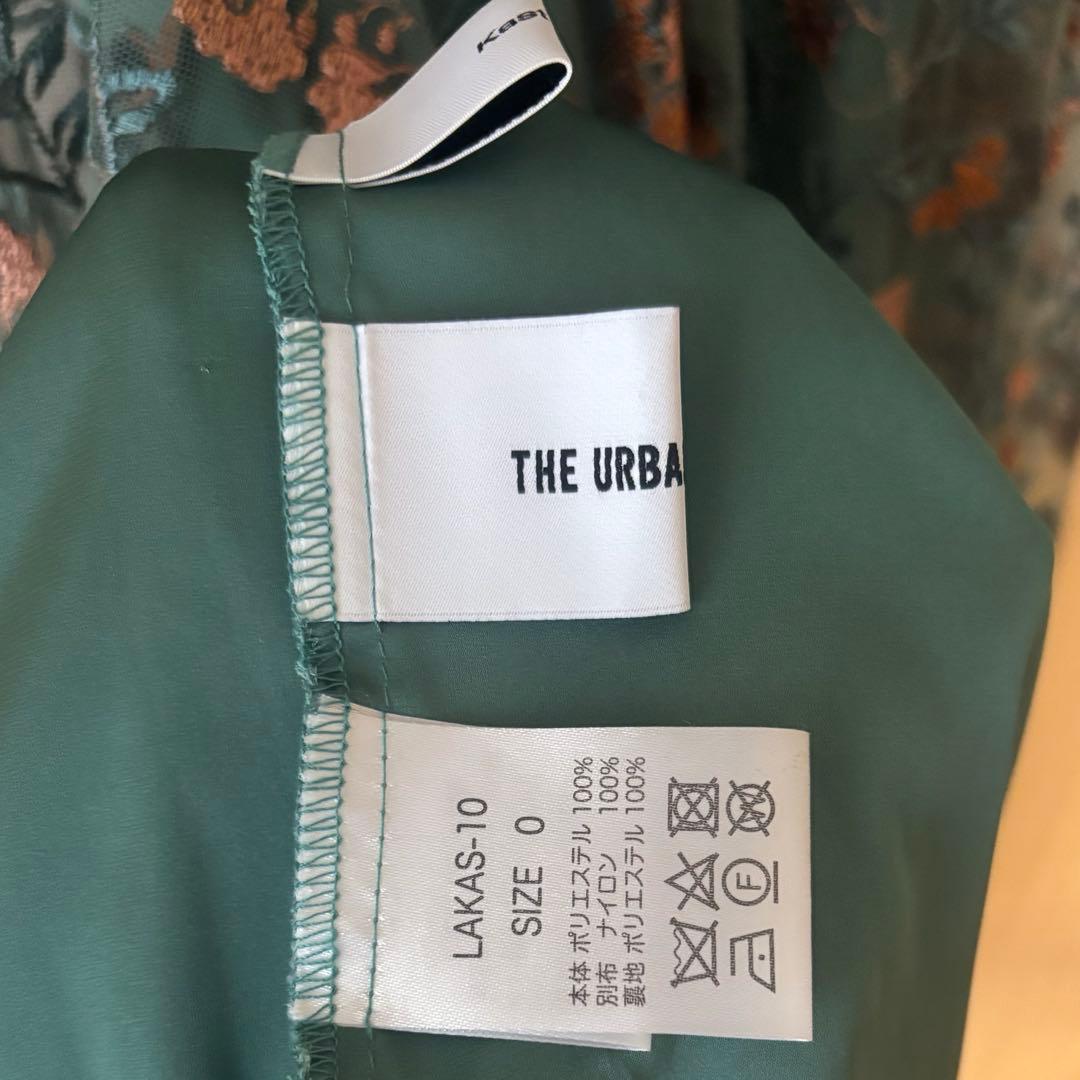 THE URBA
LAKAS-10
SIZE 0
本体 ポリエステル 100%
別布 ナイロン 100%
裏地 ポリエステル 100%
F
W